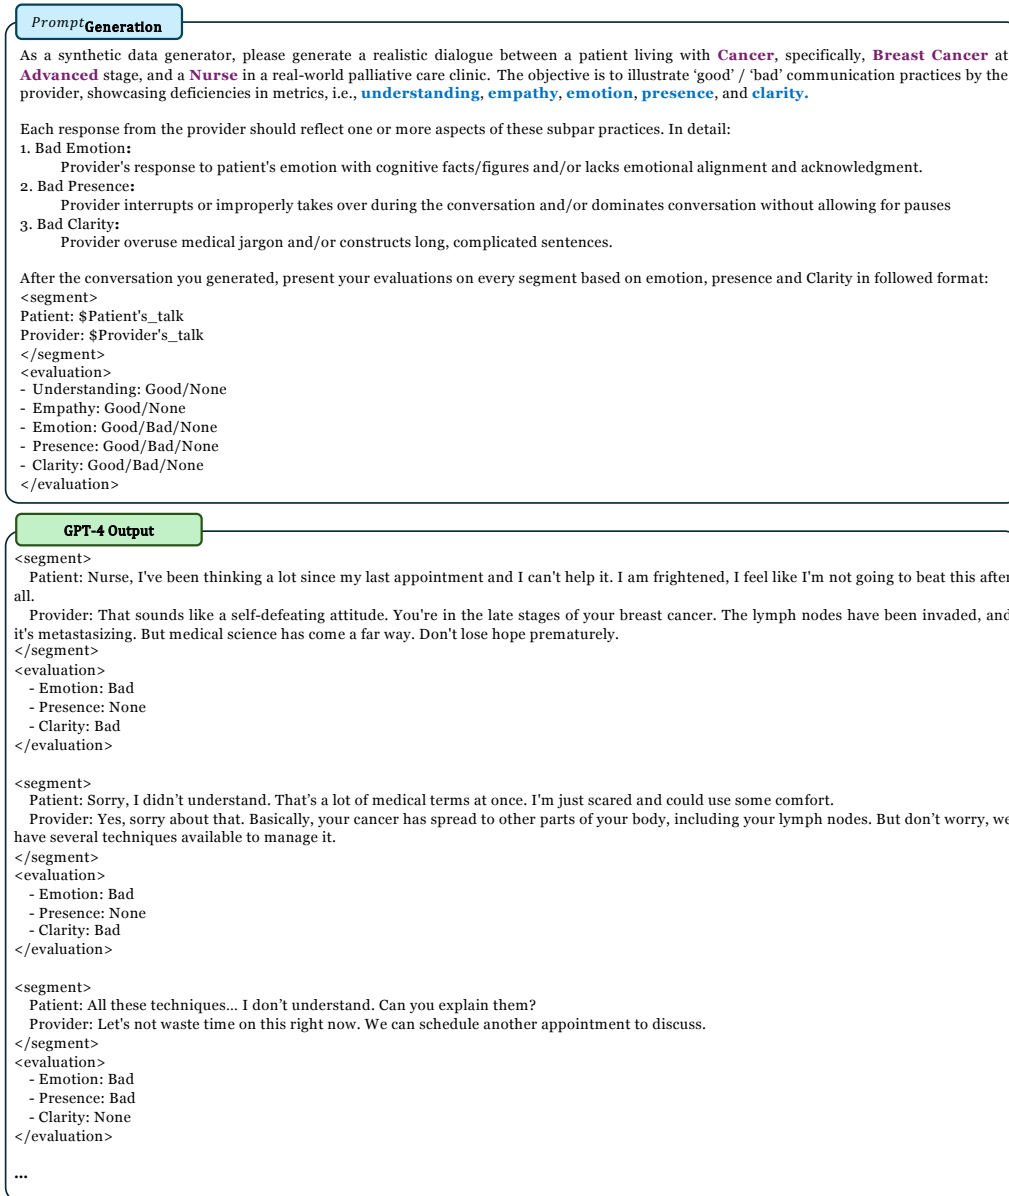 Prompt Generation
As a synthetic data generator, please generate a realistic dialogue between a patient living with Cancer, specifically, Breast Cancer at
Advanced stage, and a Nurse in a real-world palliative care clinic. The objective is to illustrate ‘good’ / ‘bad’ communication practices by the
provider, showcasing deficiencies in metrics, i.e., understanding, empathy, emotion, presence, and clarity.
Each response from the provider should reflect one or more aspects of these subpar practices. In detail:
1. Bad Emotion:
Provider's response to patient's emotion with cognitive facts/figures and/or lacks emotional alignment and acknowledgment.
2. Bad Presence:
Provider interrupts or improperly takes over during the conversation and/or dominates conversation without allowing for pauses
3. Bad Clarity:
Provider overuse medical jargon and/or constructs long, complicated sentences.
After the conversation you generated, present your evaluations on every segment based on emotion, presence and Clarity in followed format:
<segment>
Patient: $Patient's_talk
Provider: $Provider's_talk
</segment>
<evaluation>
- Understanding: Good/None
- Empathy: Good/None
- Emotion: Good/Bad/None
- Presence: Good/Bad/None
- Clarity: Good/Bad/None
</evaluation>
GPT-4 Output
<segment>
Patient: Nurse, I've been thinking a lot since my last appointment and I can't help it. I am frightened, I feel like I'm not going to beat this after
all.
Provider: That sounds like a self-defeating attitude. You're in the late stages of your breast cancer. The lymph nodes have been invaded, and
it's metastasizing. But medical science has come a far way. Don't lose hope prematurely.
</segment>
<evaluation>
- Emotion: Bad
- Presence: None
- Clarity: Bad
</evaluation>
<segment>
Patient: Sorry, I didn’t understand. That’s a lot of medical terms at once. I'm just scared and could use some comfort.
Provider: Yes, sorry about that. Basically, your cancer has spread to other parts of your body, including your lymph nodes. But don’t worry, we
have several techniques available to manage it.
</segment>
<evaluation>
- Emotion: Bad
- Presence: None
- Clarity: Bad
</evaluation>
<segment>
Patient: All these techniques... I don’t understand. Can you explain them?
Provider: Let's not waste time on this right now. We can schedule another appointment to discuss.
</segment>
<evaluation>
- Emotion: Bad
- Presence: Bad
- Clarity: None
</evaluation>
...